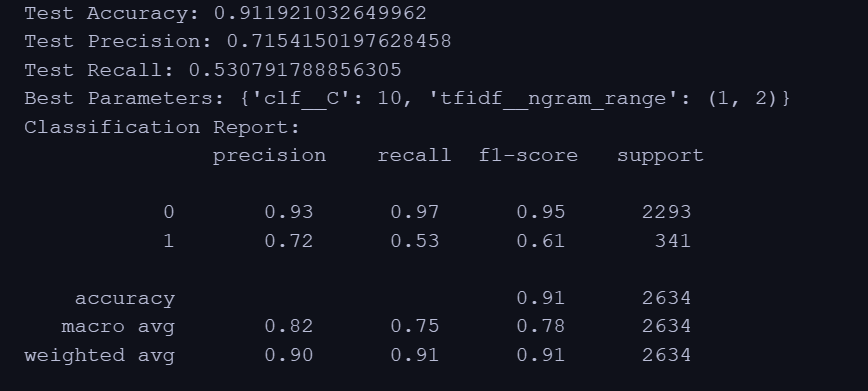 Test Accuracy: 0.911921032649962
Test Precision: 0.7154150197628458
Test Recall: 0.530791788856305
Best Parameters: {'clf__C': 10, 'tfidf__ngram_range': (1, 2)}
Classification Report:
precision recall f1-score support
0 0.93 0.97 0.95 2293
1 0.72 0.53 0.61 341
accuracy 0.91 2634
macro avg 0.82 0.75 0.78 2634
weighted avg 0.90 0.91 0.91 2634